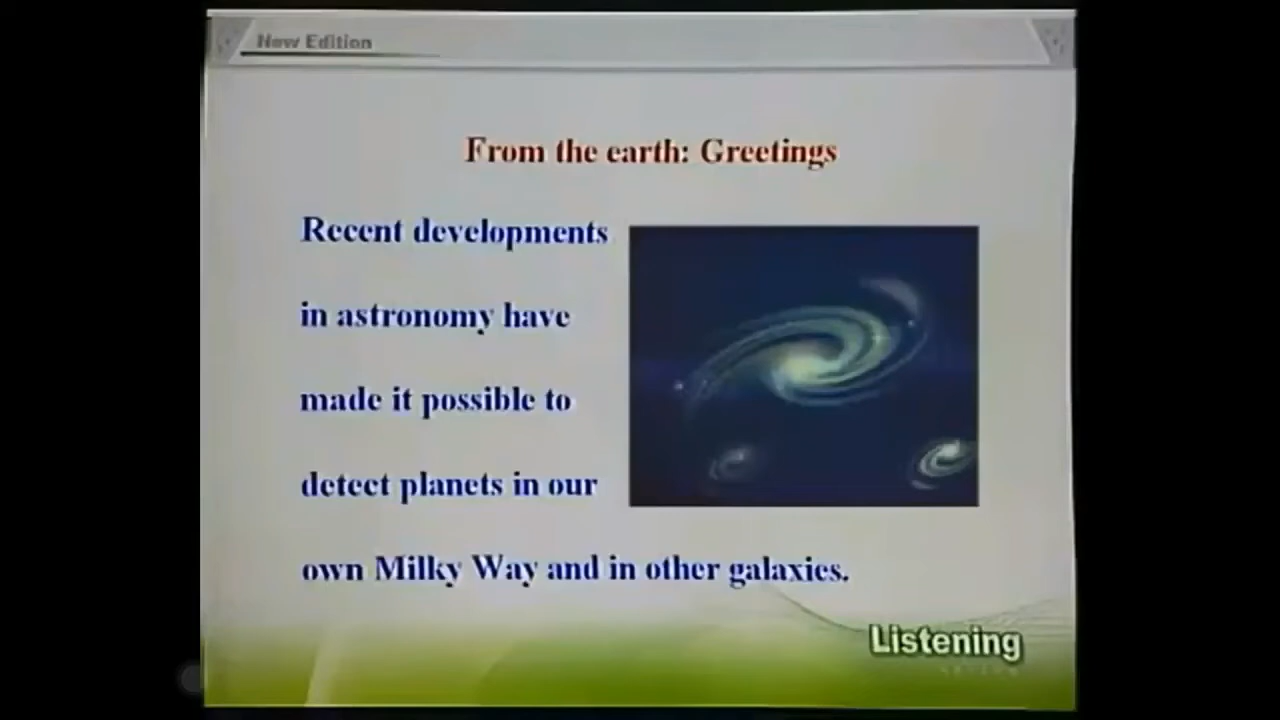 New Edition
From the earth: Greetings
Recent developments
in astronomy have
made it possible to
detect planets in our
own Milky Way and in other galaxies.
Listening